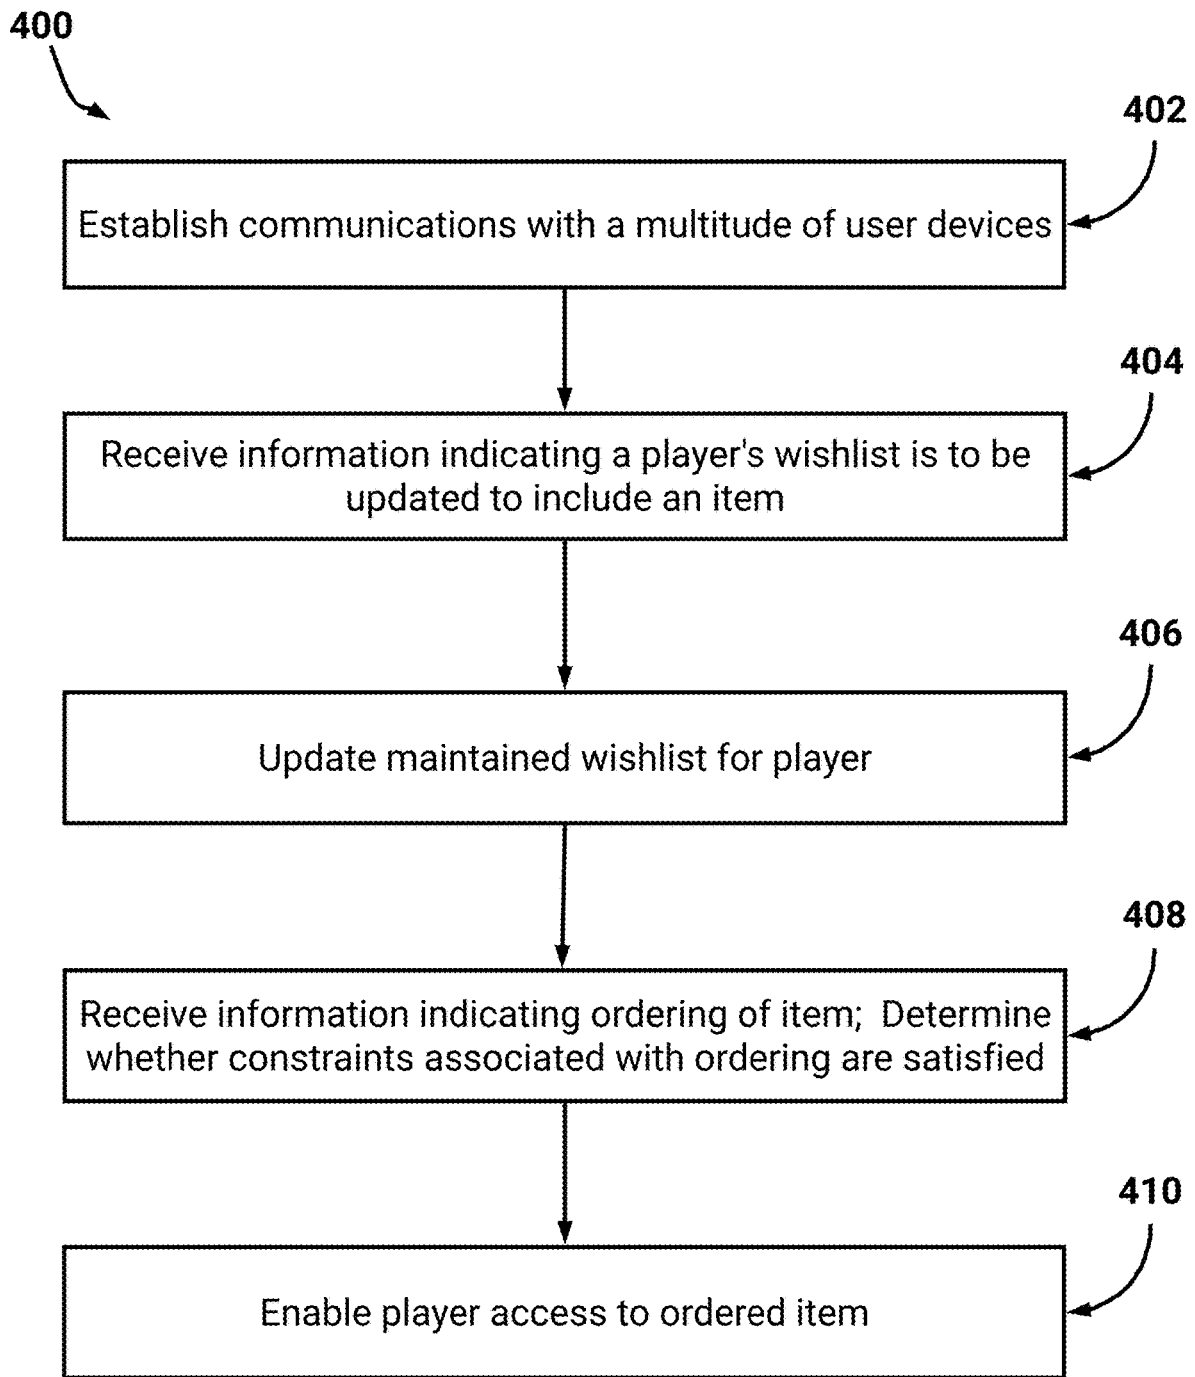 400
402
Establish communications with a multitude of user devices
404
Receive information indicating a player's wishlist is to be
updated to include an item
406
Update maintained wishlist for player
408
Receive information indicating ordering of item;  Determine
whether constraints associated with ordering are satisfied
410
Enable player access to ordered item